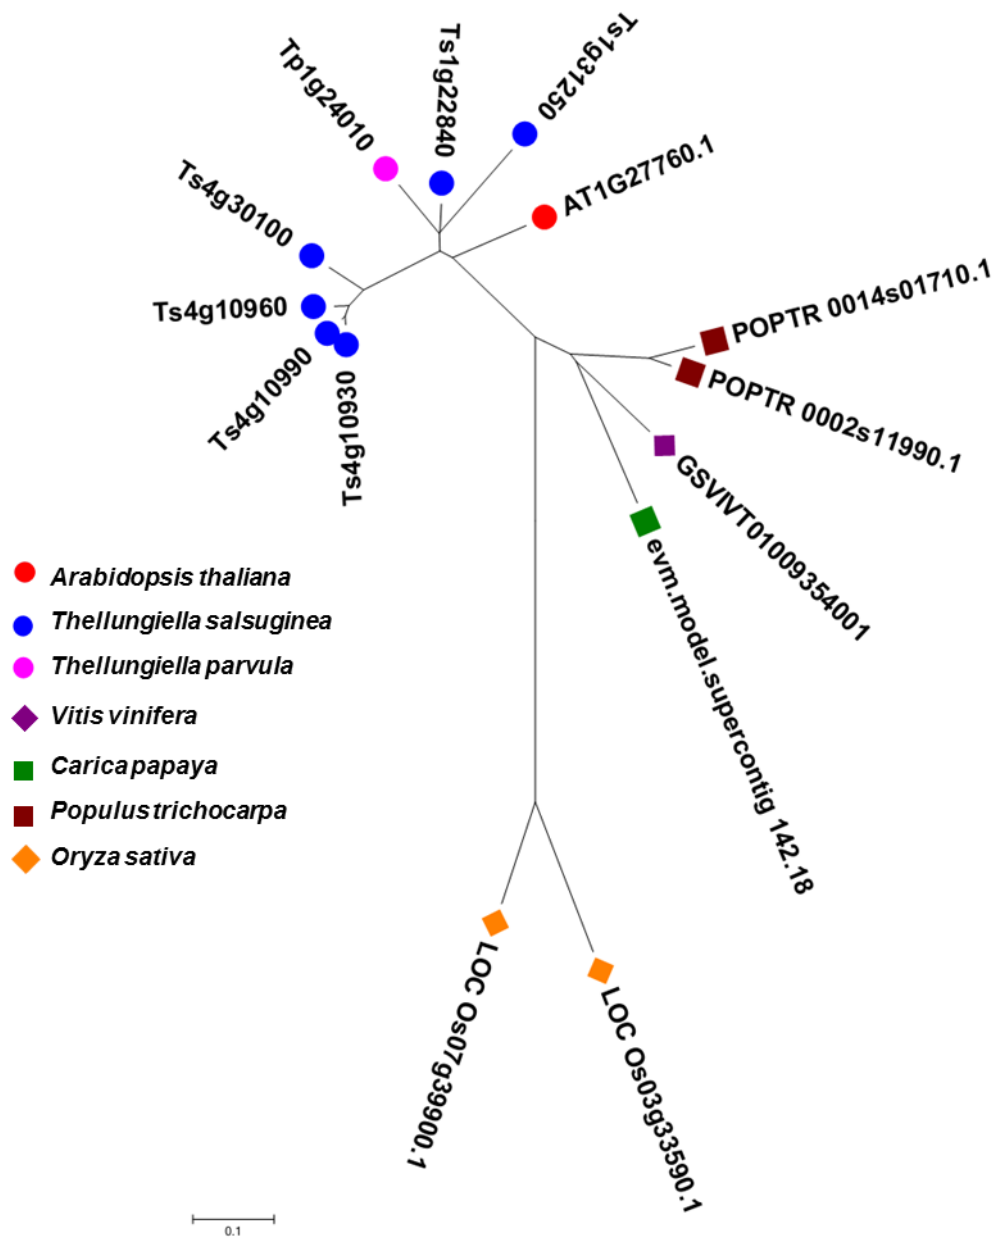 Ts1g31250
Ts1g22840
Tp1g24010
AT1G27760.1
Ts4g30100
POPTR 0014s01710.1
Ts4g10960
POPTR 0002s11990.1
Ts4g10990
Ts4g10930
GSVIVT01009354001
evm.model.supercontig 142.18
Arabidopsis thaliana
Thellungiella salsuginea
Thellungiella parvula
Vitis vinifera
Carica papaya
Populus trichocarpa
Oryza sativa
LOC Os07g39900.1
LOC Os03g33590.1
0.1